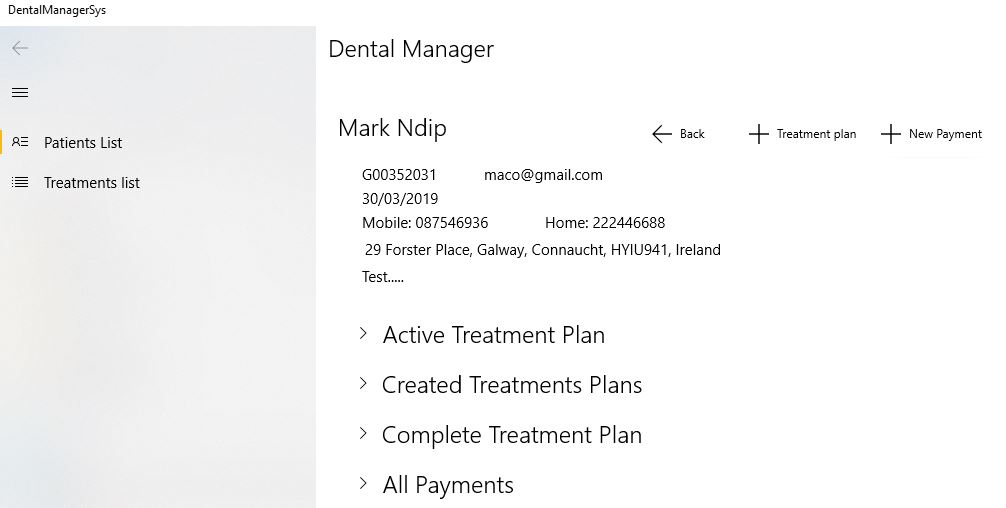 DentalManagerSys
Dental Manager
Patients List
Treatments list
Mark Ndip
Back
Treatment plan
New Payment
G00352031 maco@gmail.com
30/03/2019
Mobile: 087546936 Home: 222446688
29 Forster Place, Galway, Connaucht, HYIU941, Ireland
Test.....
Active Treatment Plan
Created Treatments Plans
Complete Treatment Plan
All Payments